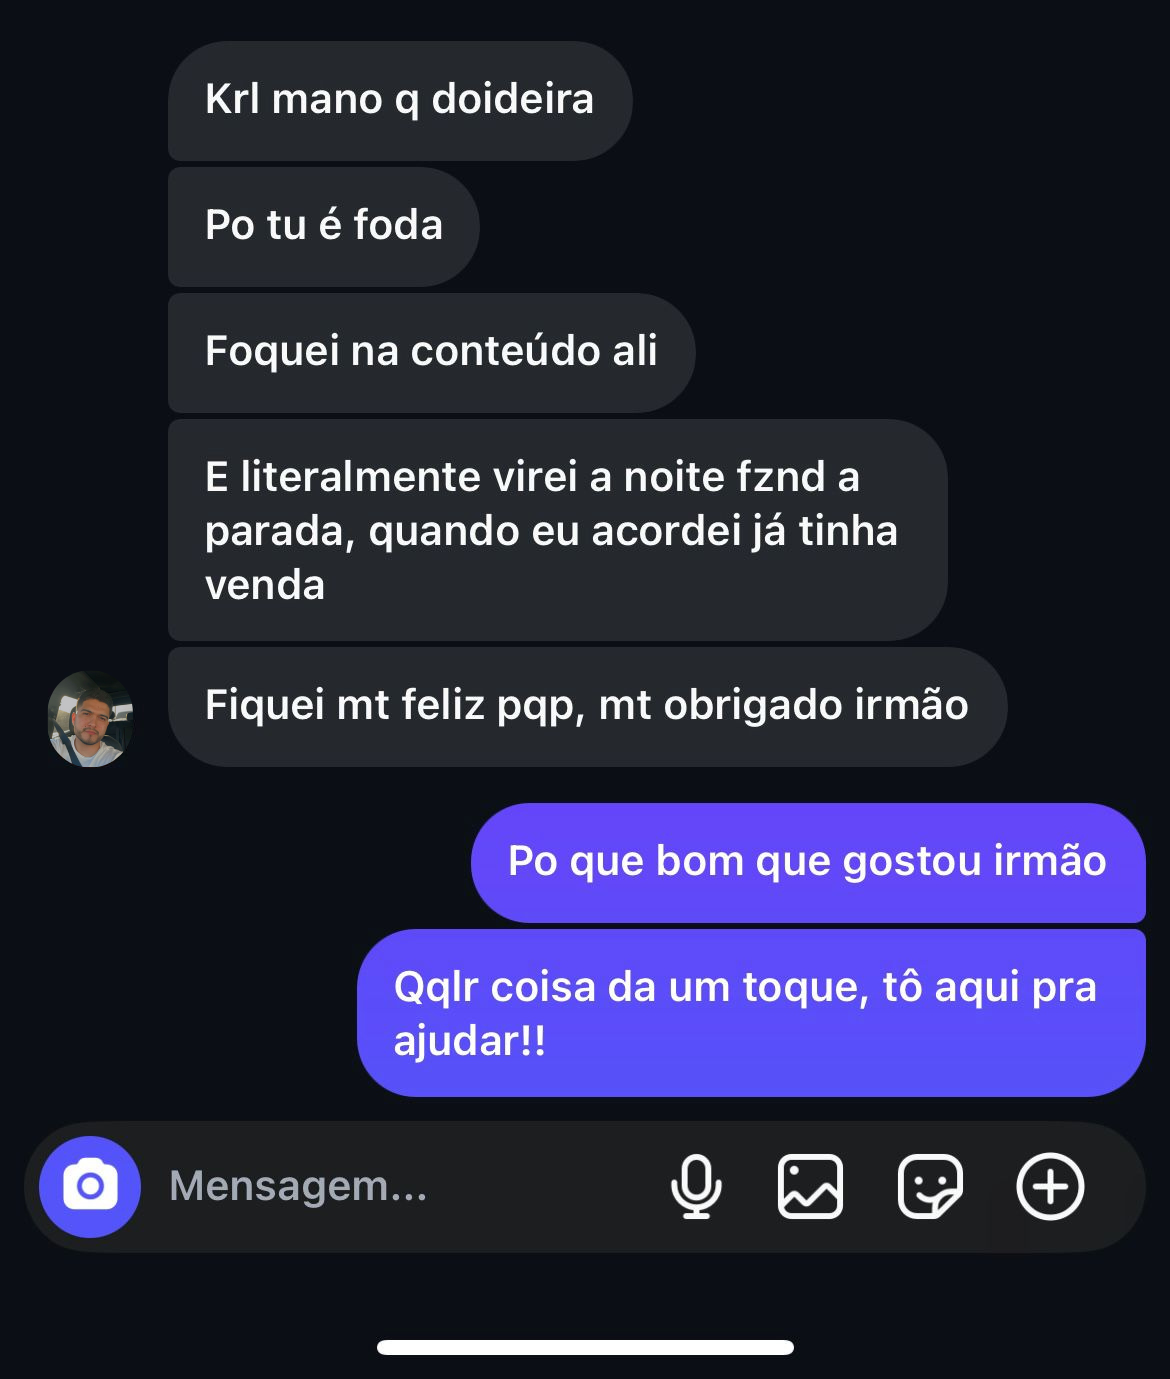 Krl mano q doideira
Po tu é foda
Foquei na conteúdo ali
E literalmente virei a noite fznd a
parada, quando eu acordei já tinha
venda
Fiquei mt feliz pqp, mt obrigado irmão
Po que bom que gostou irmão
Qqlr coisa da um toque, tô aqui pra
ajudar!!
Mensagem...